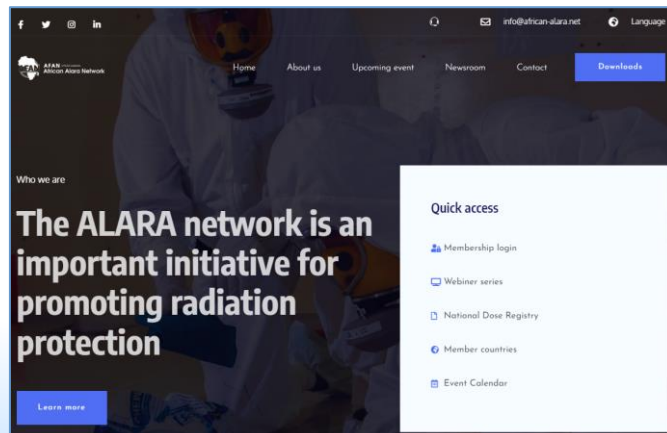 info@african-alara.net Language
AFAN
African Alara Network
Home About us Upcoming event Newsroom Contact Downloads
Who we are
The ALARA network is an
important initiative for
promoting radiation
protection
Learn more
Quick access
Membership login
Webiner series
National Dose Registry
Member countries
Event Calendar